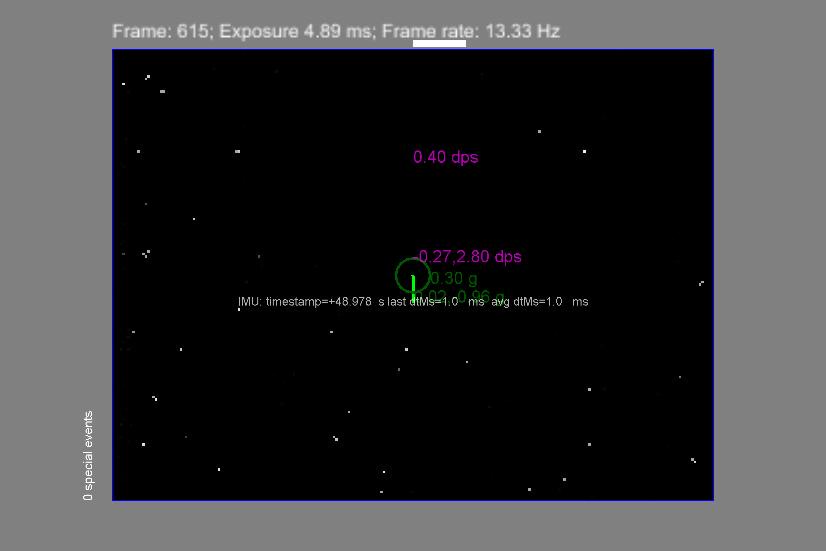 Frame: 615; Exposure 4.89 ms; Frame rate: 13.33 Hz
0.40 dps
-0.27,2.80 dps
0.30 g
IMU: timestamp=+48.978 s last dtMs=1.0 ms avg dtMs=1.0 ms
0 special events